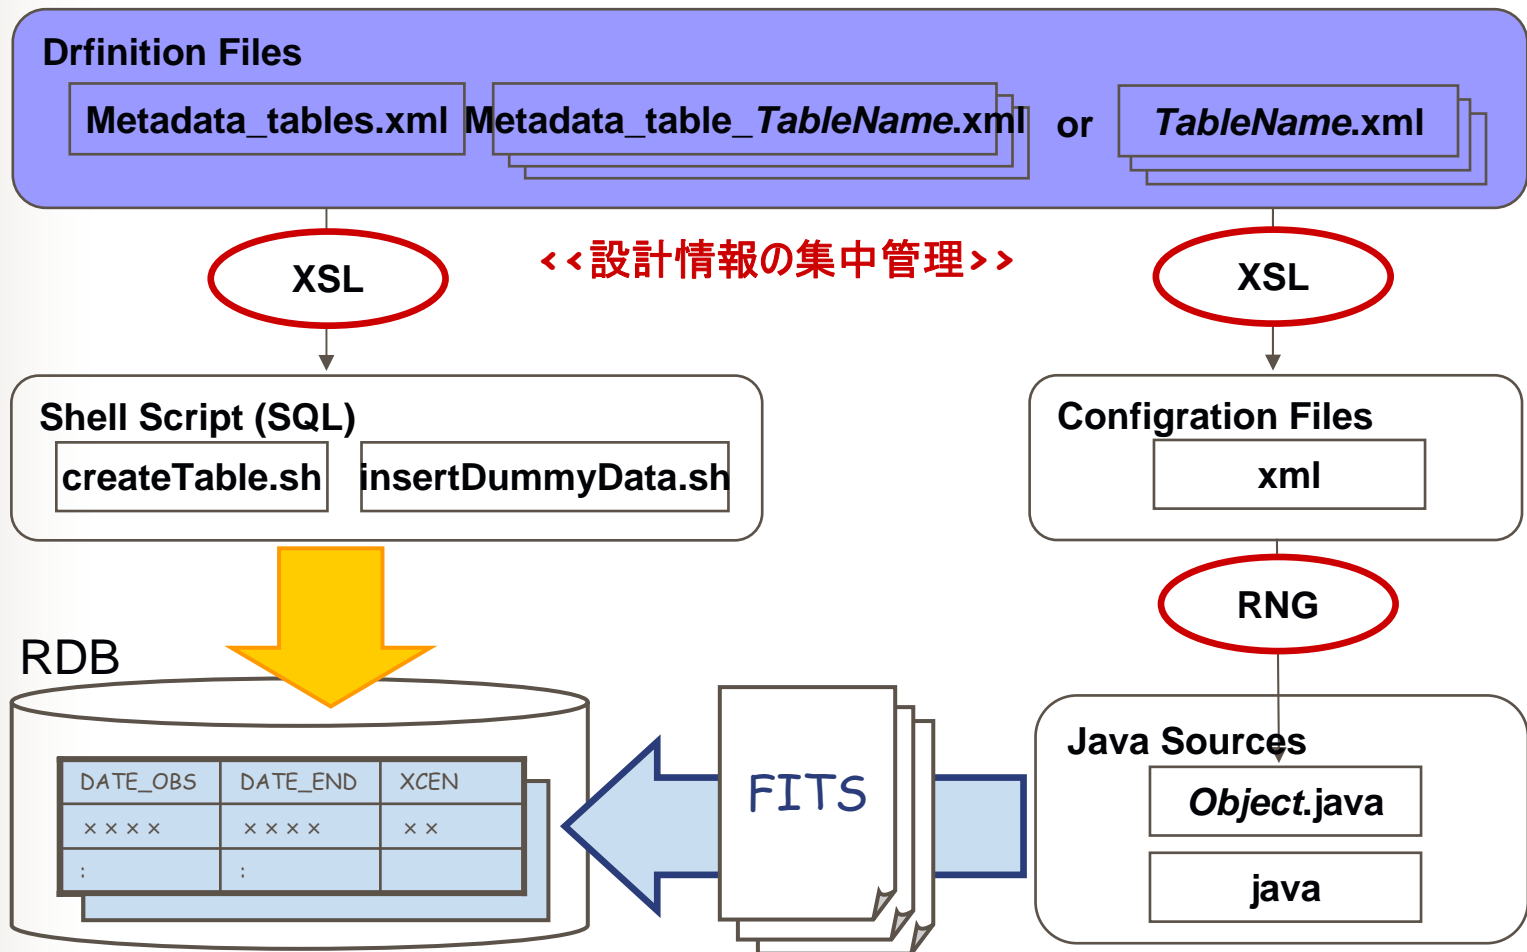 Drfinition Files
Metadata_tables.xml
Metadata_table_TableName.xml
or
TableName.xml
XSL
<<設計情報の集中管理>>
XSL
Shell Script (SQL)
createTable.sh
insertDummyData.sh
Configration Files
xml
RNG
RDB
DATE_OBS DATE_END XCEN
×××× ×××× ××
: :
FITS
Java Sources
Object.java
java